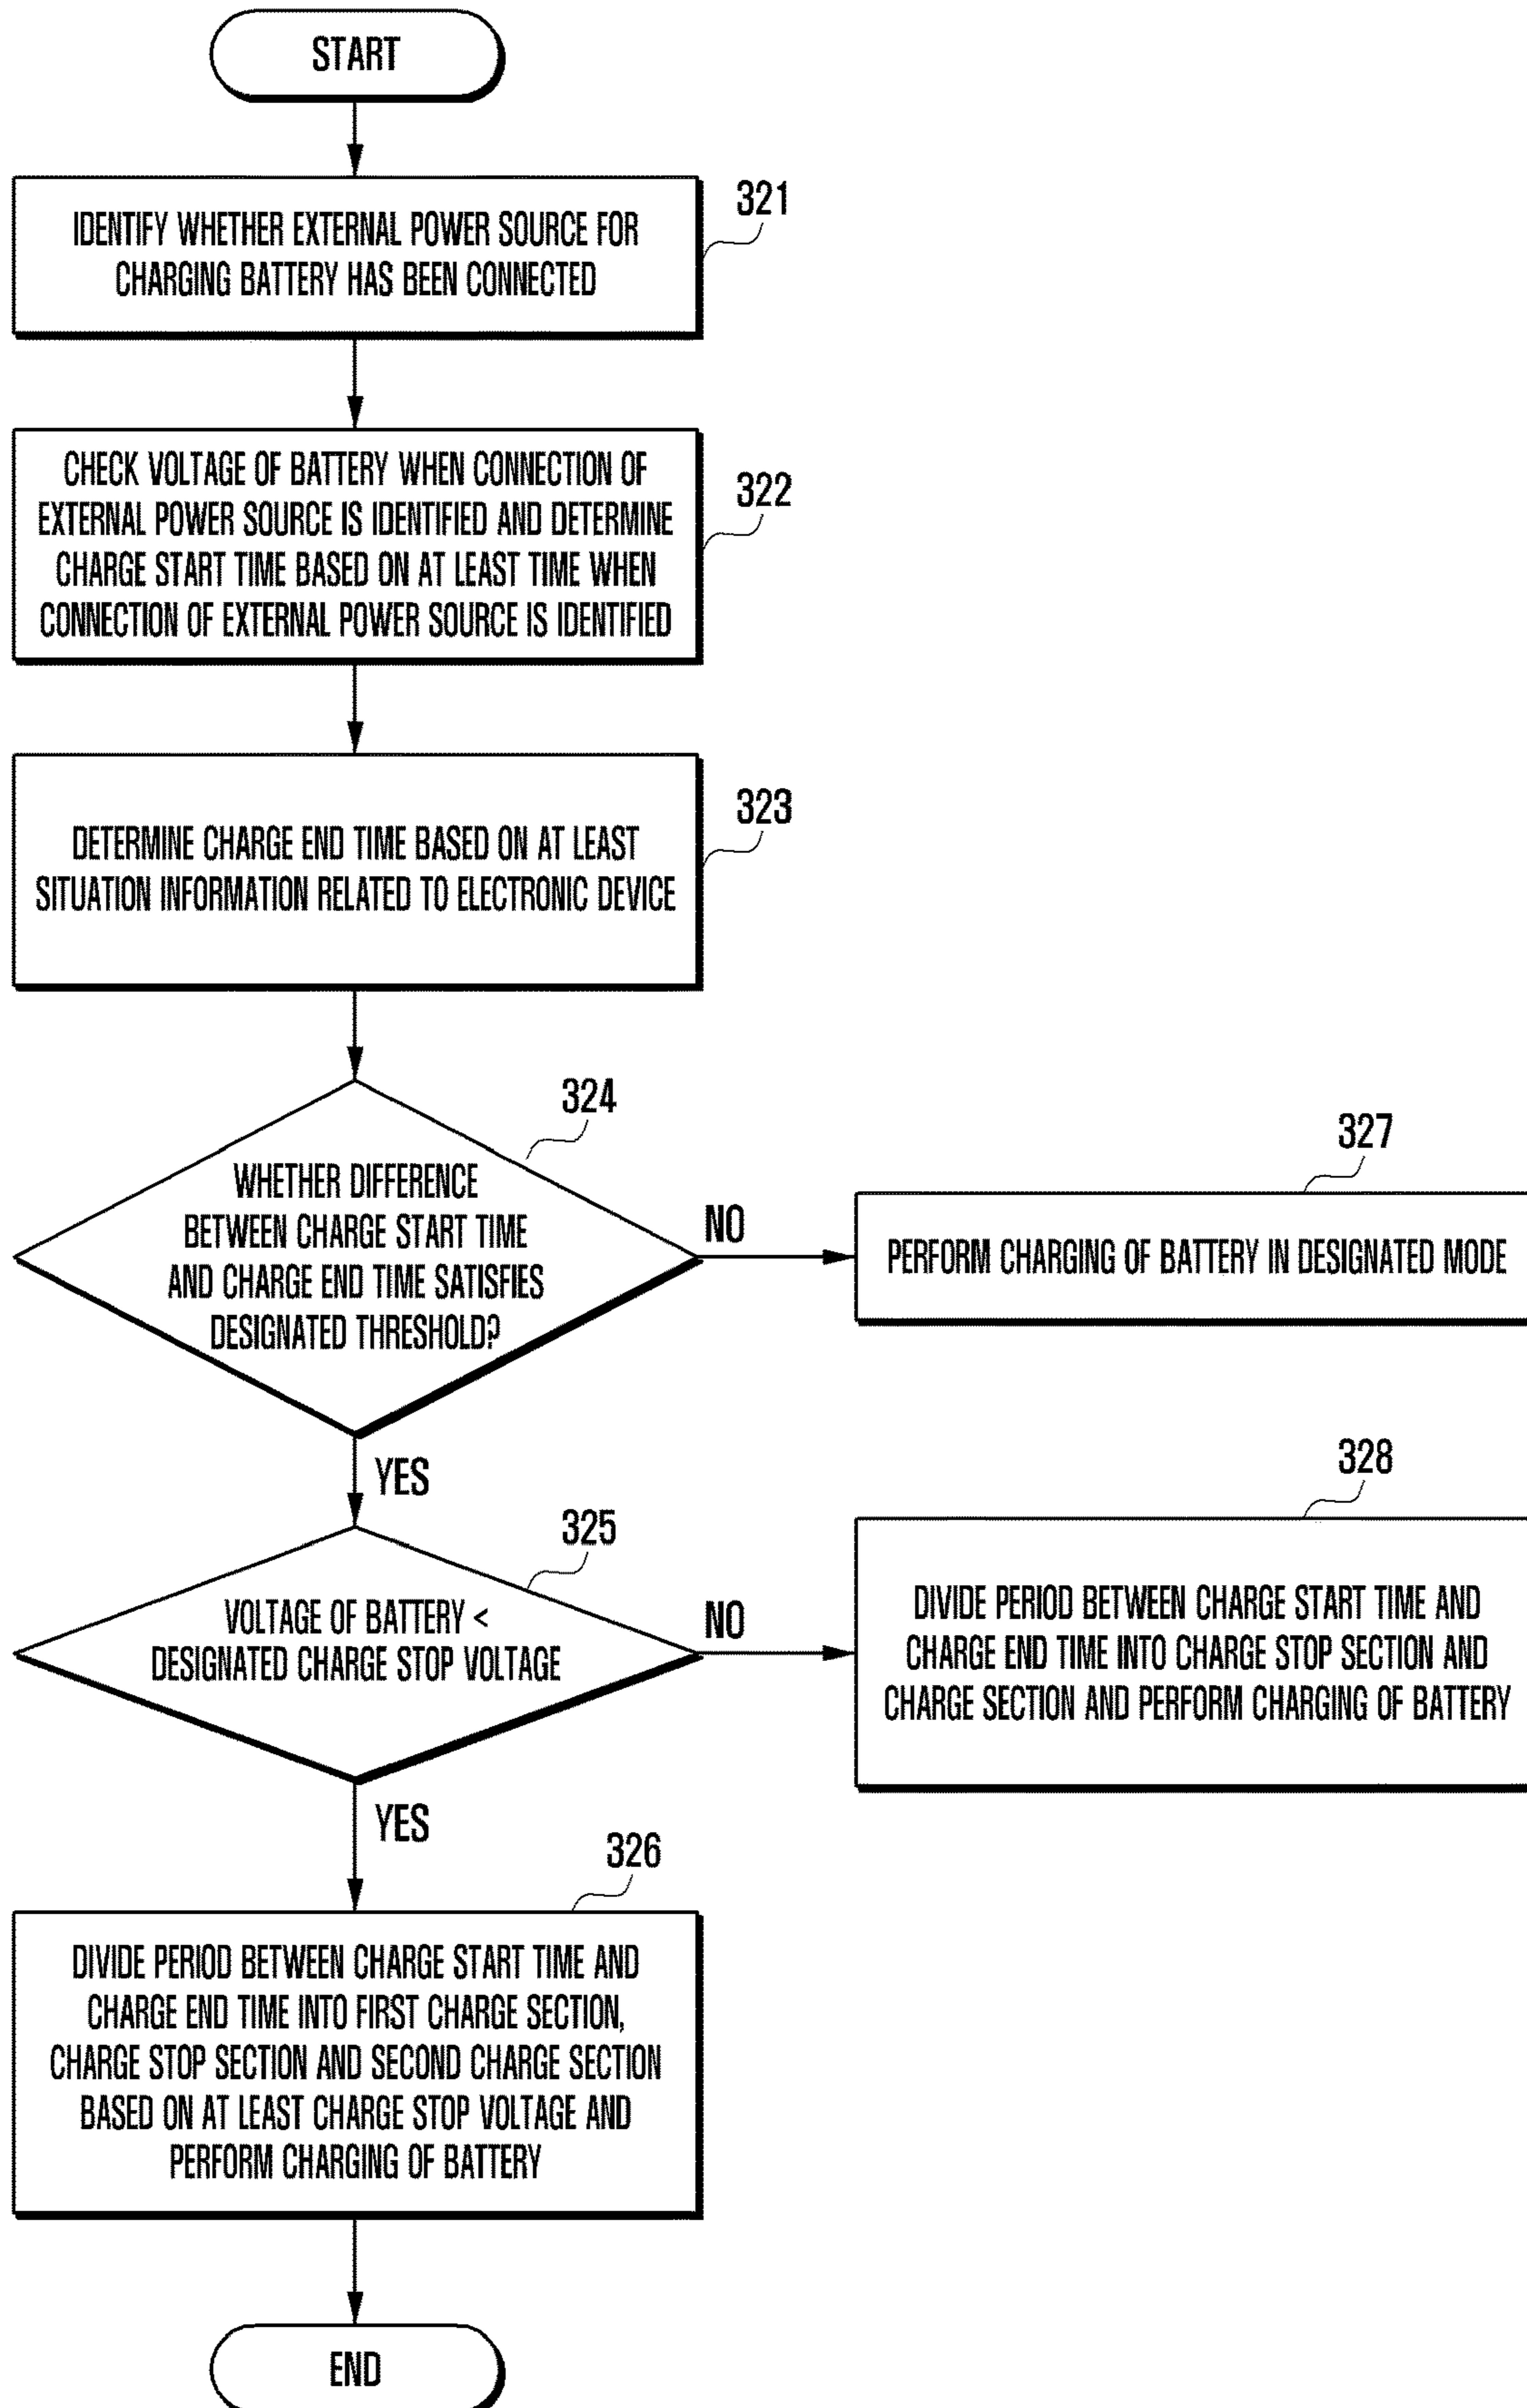 START
321
IDENTIFY WHETHER EXTERNAL POWER SOURCE FOR
CHARGING BATTERY HAS BEEN CONNECTED
322
CHECK VOLTAGE OF BATTERY WHEN CONNECTION OF
EXTERNAL POWER SOURCE IS IDENTIFIED AND DETERMINE
CHARGE START TIME BASED ON AT LEAST TIME WHEN
CONNECTION OF EXTERNAL POWER SOURCE IS IDENTIFIED
323
DETERMINE CHARGE END TIME BASED ON AT LEAST
SITUATION INFORMATION RELATED TO ELECTRONIC DEVICE
324
WHETHER DIFFERENCE
BETWEEN CHARGE START TIME
AND CHARGE END TIME SATISFIES
DESIGNATED THRESHOLD?
NO
327
PERFORM CHARGING OF BATTERY IN DESIGNATED MODE
YES
325
VOLTAGE OF BATTERY <
DESIGNATED CHARGE STOP VOLTAGE
NO
328
DIVIDE PERIOD BETWEEN CHARGE START TIME AND
CHARGE END TIME INTO CHARGE STOP SECTION AND
CHARGE SECTION AND PERFORM CHARGING OF BATTERY
YES
326
DIVIDE PERIOD BETWEEN CHARGE START TIME AND
CHARGE END TIME INTO FIRST CHARGE SECTION,
CHARGE STOP SECTION AND SECOND CHARGE SECTION
BASED ON AT LEAST CHARGE STOP VOLTAGE AND
PERFORM CHARGING OF BATTERY
END